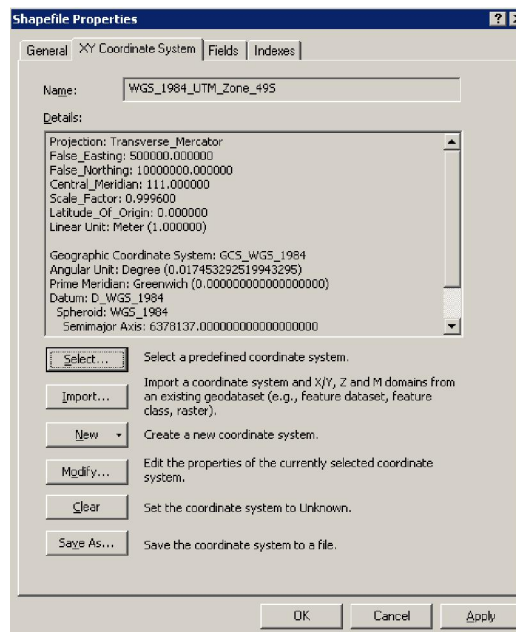 Shapefile Properties
General XY Coordinate System Fields Indexes
Name: WGS_1984_UTM_Zone_49S
Details:
Projection: Transverse_Mercator
False_Easting: 500000.000000
False_Northing: 10000000.000000
Central_Meridian: 111.000000
Scale_Factor: 0.999600
Latitude_Of_Origin: 0.000000
Linear Unit: Meter (1.000000)
Geographic Coordinate System: GCS_WGS_1984
Angular Unit: Degree (0.017453292519943295)
Prime Meridian: Greenwich (0.000000000000000000)
Datum: D_WGS_1984
Spheroid: WGS_1984
Semimajor Axis: 6378137.000000000000000000
Select... Select a predefined coordinate system.
Import... Import a coordinate system and X/Y, Z and M domains from
an existing geodataset (e.g., feature dataset, feature
class, raster).
New Create a new coordinate system.
Modify... Edit the properties of the currently selected coordinate
system.
Clear Set the coordinate system to Unknown.
Save As... Save the coordinate system to a file.
OK Cancel Apply